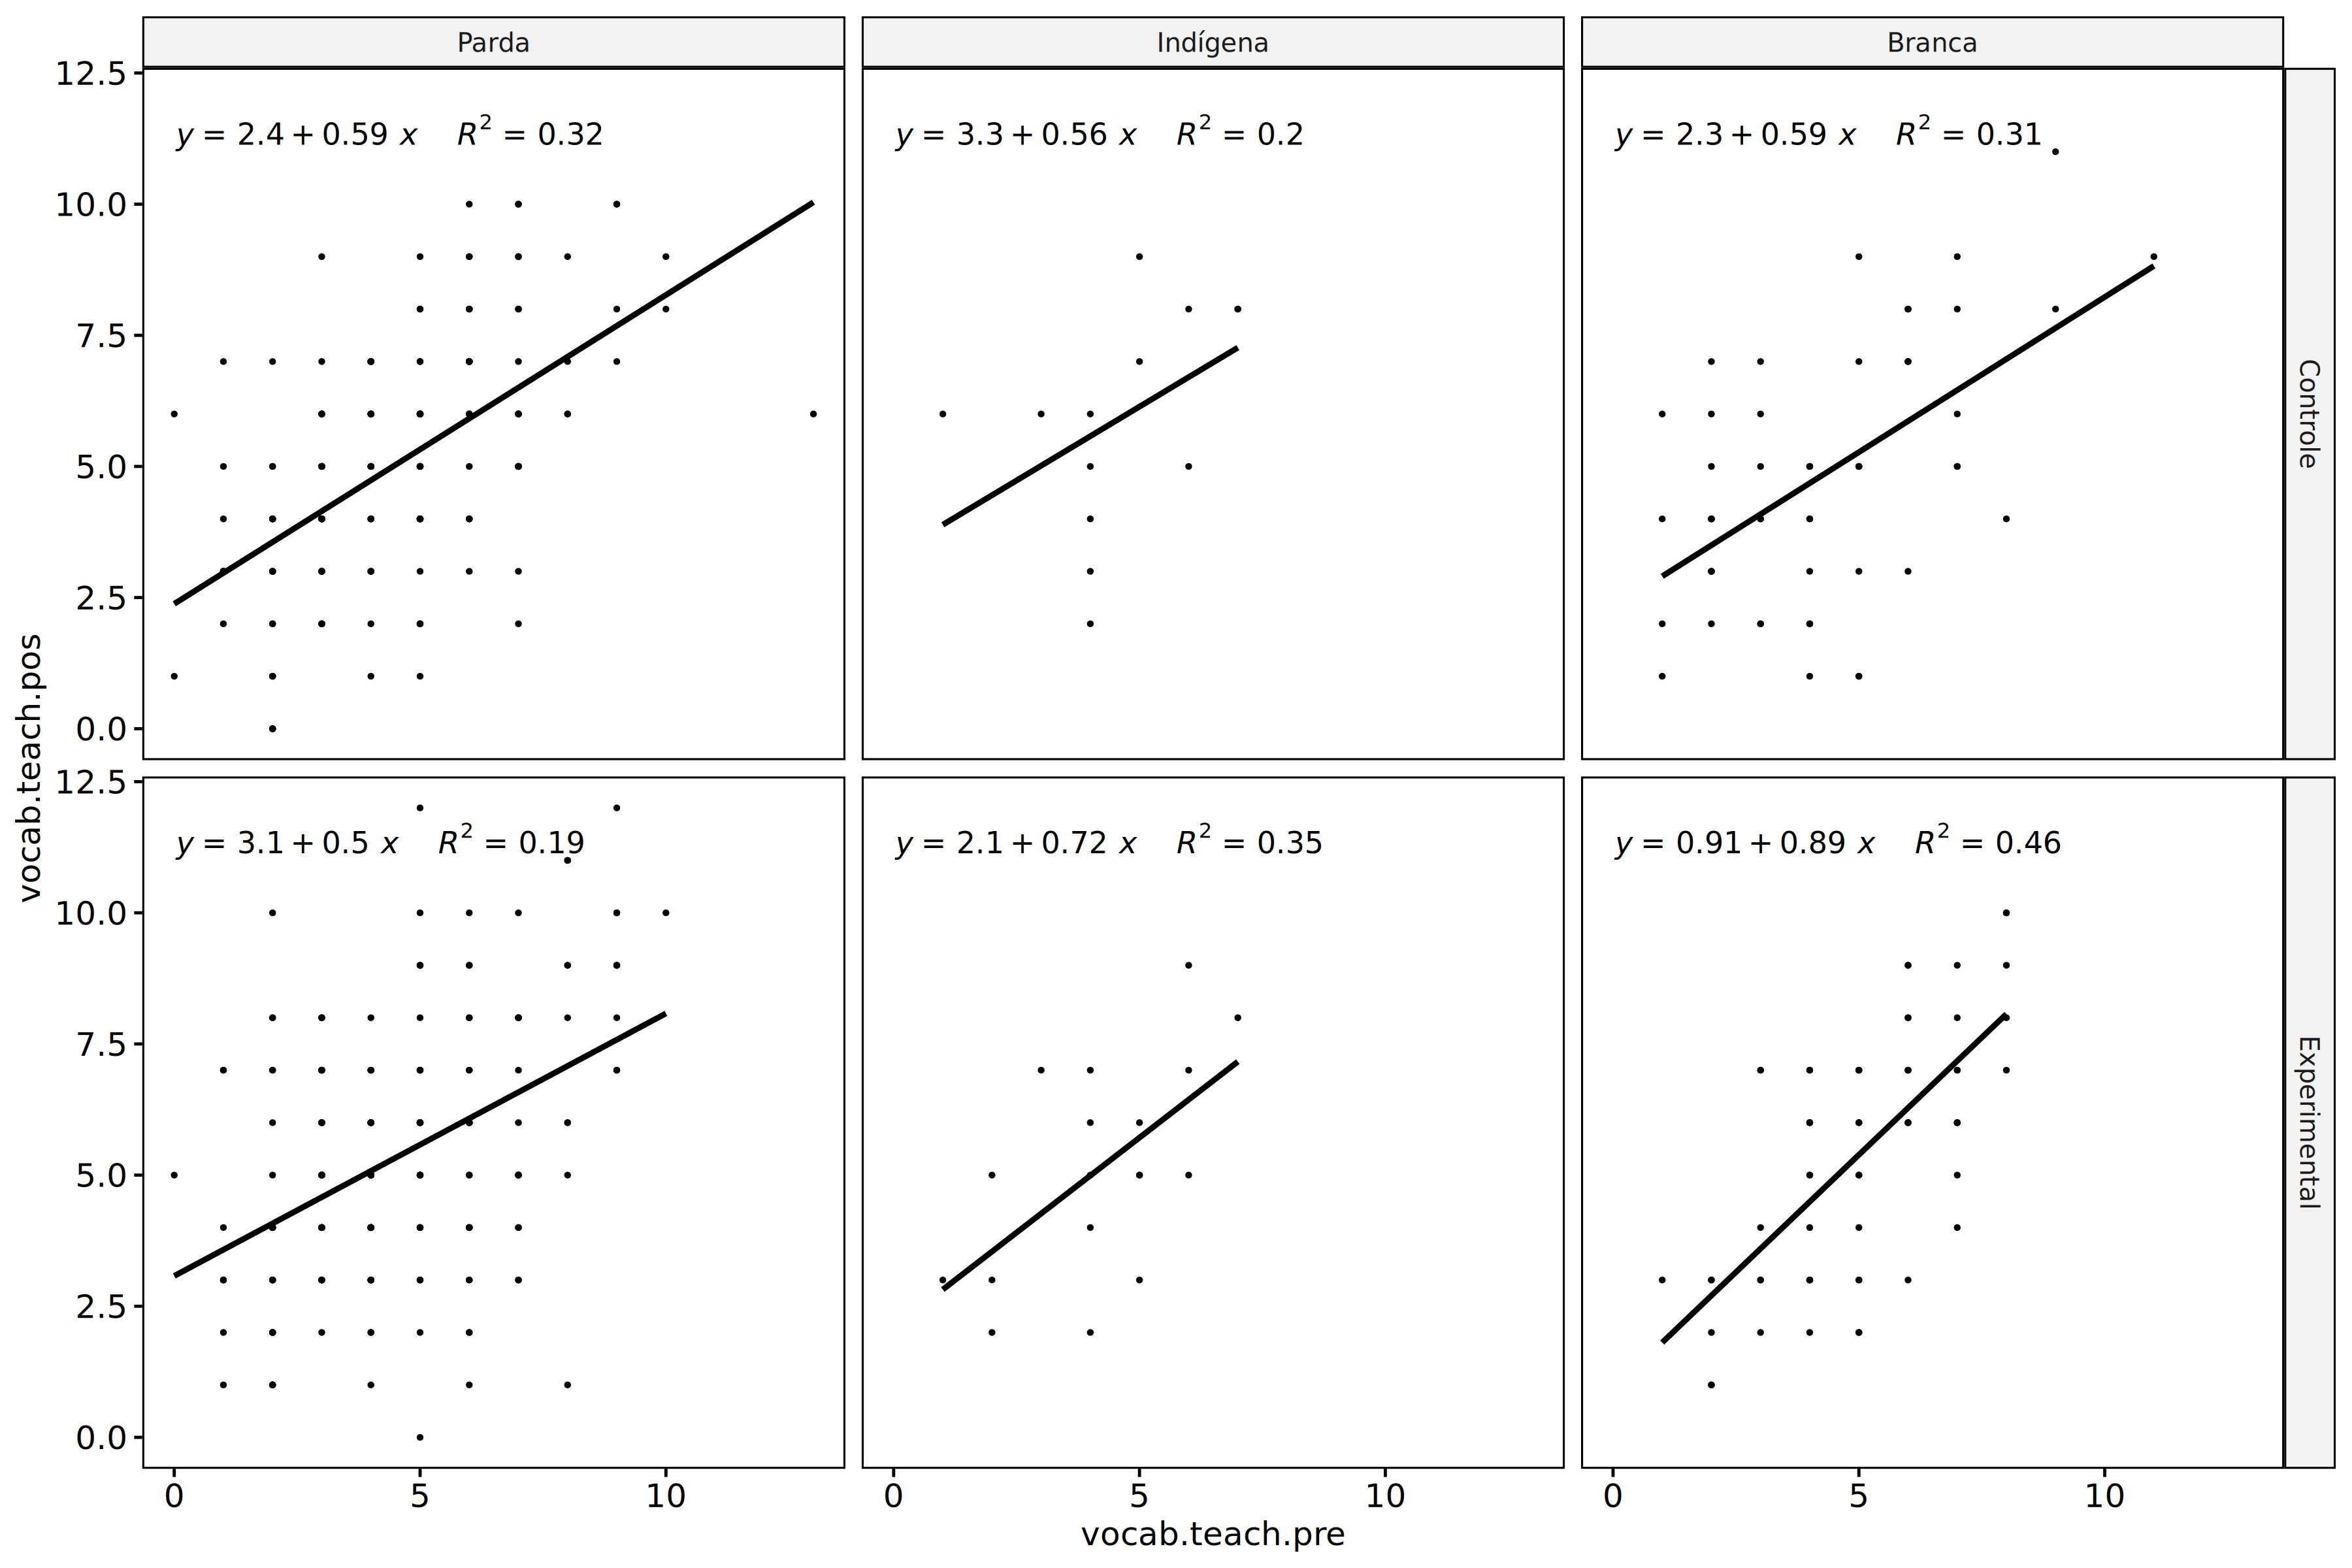 Parda Indígena Branca
12.5
y = 2.4 + 0.59 x R² = 0.32
y = 3.3 + 0.56 x R² = 0.2
y = 2.3 + 0.59 x R² = 0.31
10.0
7.5
5.0
2.5
0.0
Controle
vocab.teach.pos
12.5
y = 3.1 + 0.5 x R² = 0.19
y = 2.1 + 0.72 x R² = 0.35
y = 0.91 + 0.89 x R² = 0.46
10.0
7.5
5.0
2.5
0.0
Experimental
0 5 10 0 5 10 0 5 10
vocab.teach.pre